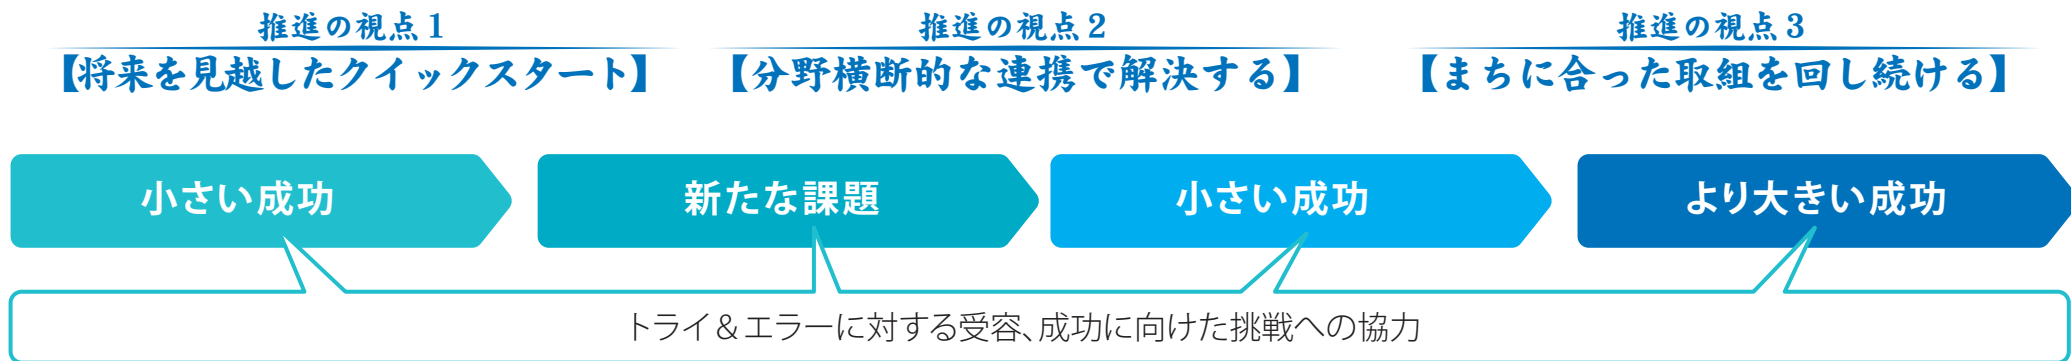 推進の視点1
【将来を見越したクイックスタート】
推進の視点2
【分野横断的な連携で解決する】
推進の視点3
【まちに合った取組を回し続ける】
小さい成功
新たな課題
小さい成功
より大きい成功
トライ&エラーに対する受容、成功に向けた挑戦への協力